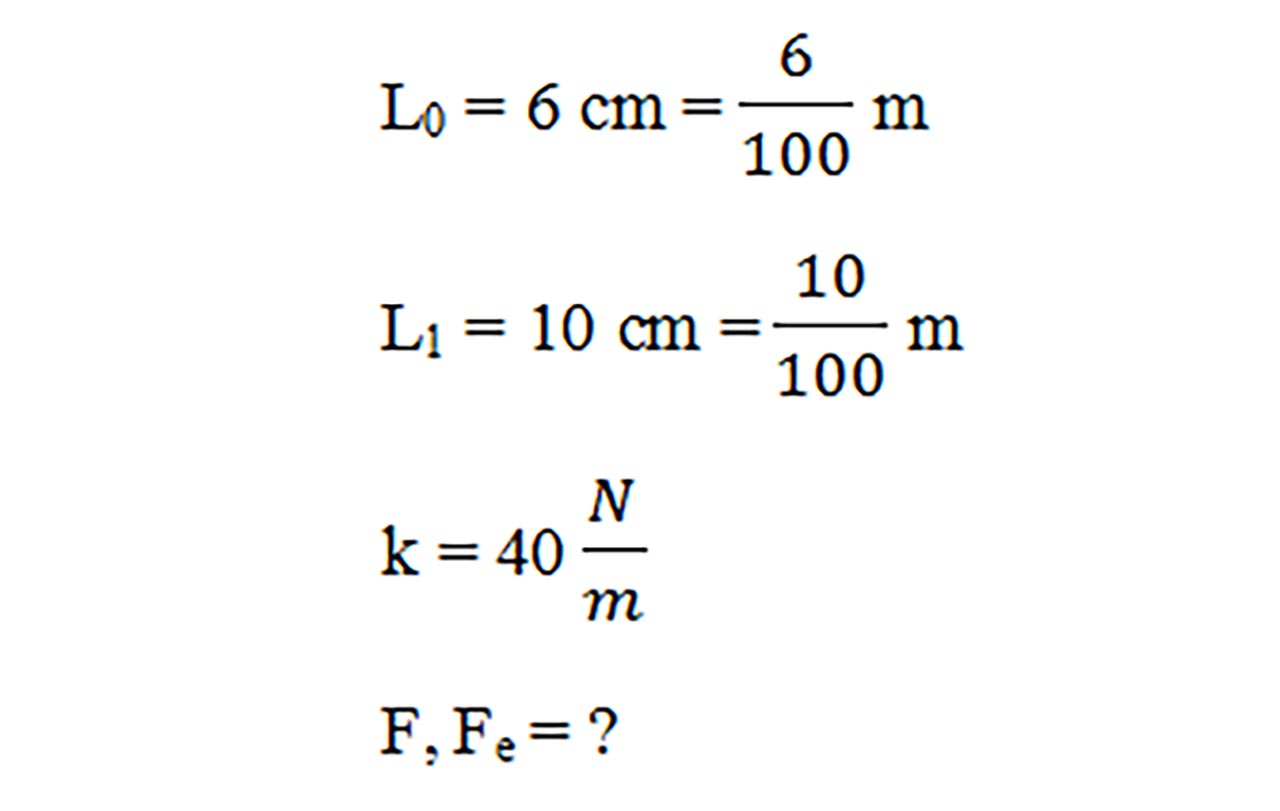 L₀ = 6 cm = 6/100 m
L₁ = 10 cm = 10/100 m
k = 40 N/m
F, Fₑ = ?